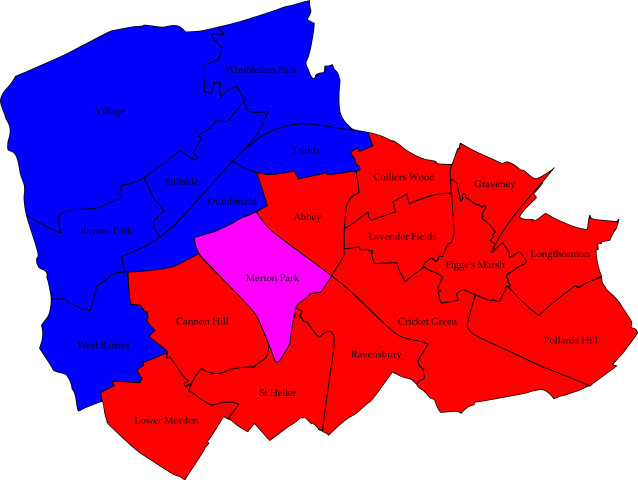 Wimbledon Park
Village
Trinity
Colliers Wood
Hillside
Graveney
Dundonald
Abbey
Raynes Park
Lavender Fields
Longthornton
Figge's Marsh
Merton Park
Cannon Hill
Cricket Green
Pollards Hill
West Barnes
Ravensbury
St Helier
Lower Morden